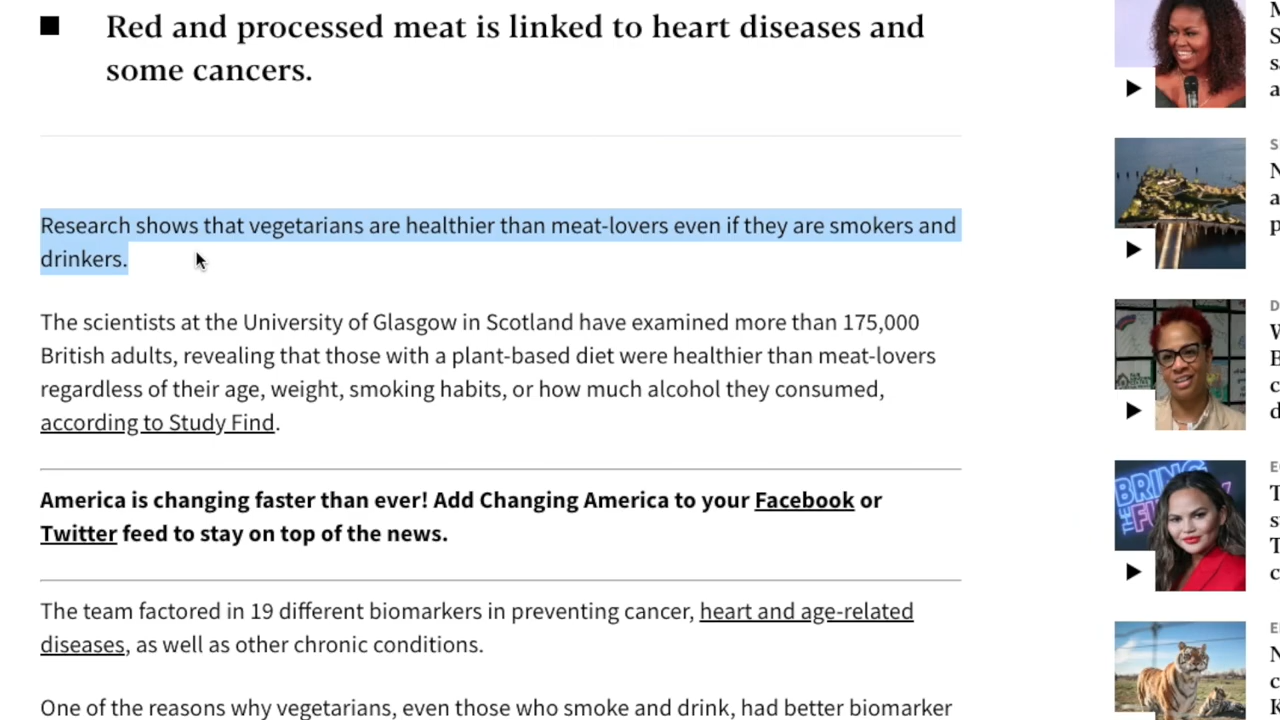 Red and processed meat is linked to heart diseases and
some cancers.
Research shows that vegetarians are healthier than meat-lovers even if they are smokers and
drinkers.
The scientists at the University of Glasgow in Scotland have examined more than 175,000
British adults, revealing that those with a plant-based diet were healthier than meat-lovers
regardless of their age, weight, smoking habits, or how much alcohol they consumed,
according to Study Find.
America is changing faster than ever! Add Changing America to your Facebook or
Twitter feed to stay on top of the news.
The team factored in 19 different biomarkers in preventing cancer, heart and age-related
diseases, as well as other chronic conditions.
One of the reasons why vegetarians, even those who smoke and drink, had better biomarker
BRING
THE